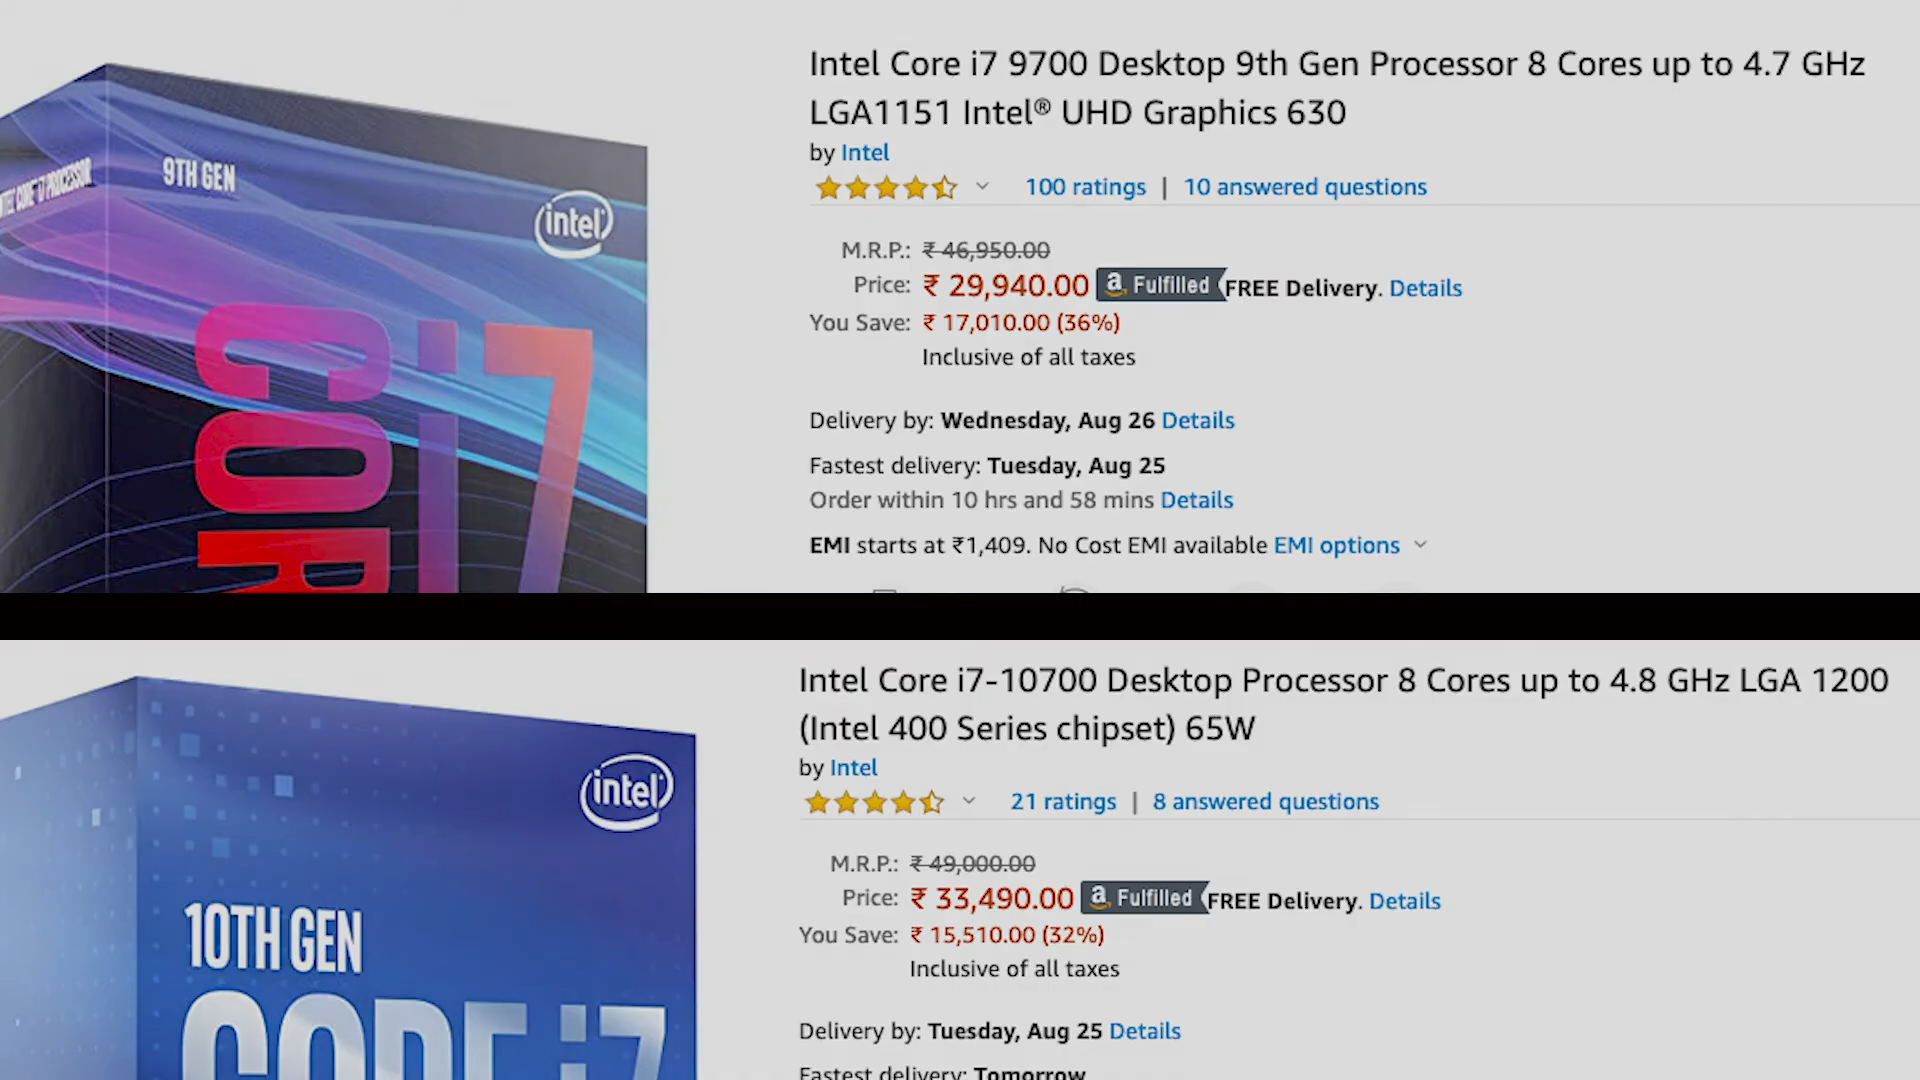 Intel Core i7 9700 Desktop 9th Gen Processor 8 Cores up to 4.7 GHz
LGA1151 Intel® UHD Graphics 630
by Intel
100 ratings | 10 answered questions
M.R.P.: ₹ 46,950.00
Price: ₹ 29,940.00 a Fulfilled FREE Delivery. Details
You Save: ₹ 17,010.00 (36%)
Inclusive of all taxes
Delivery by: Wednesday, Aug 26 Details
Fastest delivery: Tuesday, Aug 25
Order within 10 hrs and 58 mins Details
EMI starts at ₹1,409. No Cost EMI available EMI options
INTEL CORE i7 PROCESSOR
9TH GEN
intel
COR
i7
Intel Core i7-10700 Desktop Processor 8 Cores up to 4.8 GHz LGA 1200
(Intel 400 Series chipset) 65W
by Intel
21 ratings | 8 answered questions
M.R.P.: ₹ 49,000.00
Price: ₹ 33,490.00 a Fulfilled FREE Delivery. Details
You Save: ₹ 15,510.00 (32%)
Inclusive of all taxes
Delivery by: Tuesday, Aug 25 Details
Fastest delivery: Tomorrow
intel
10TH GEN
CORE i7